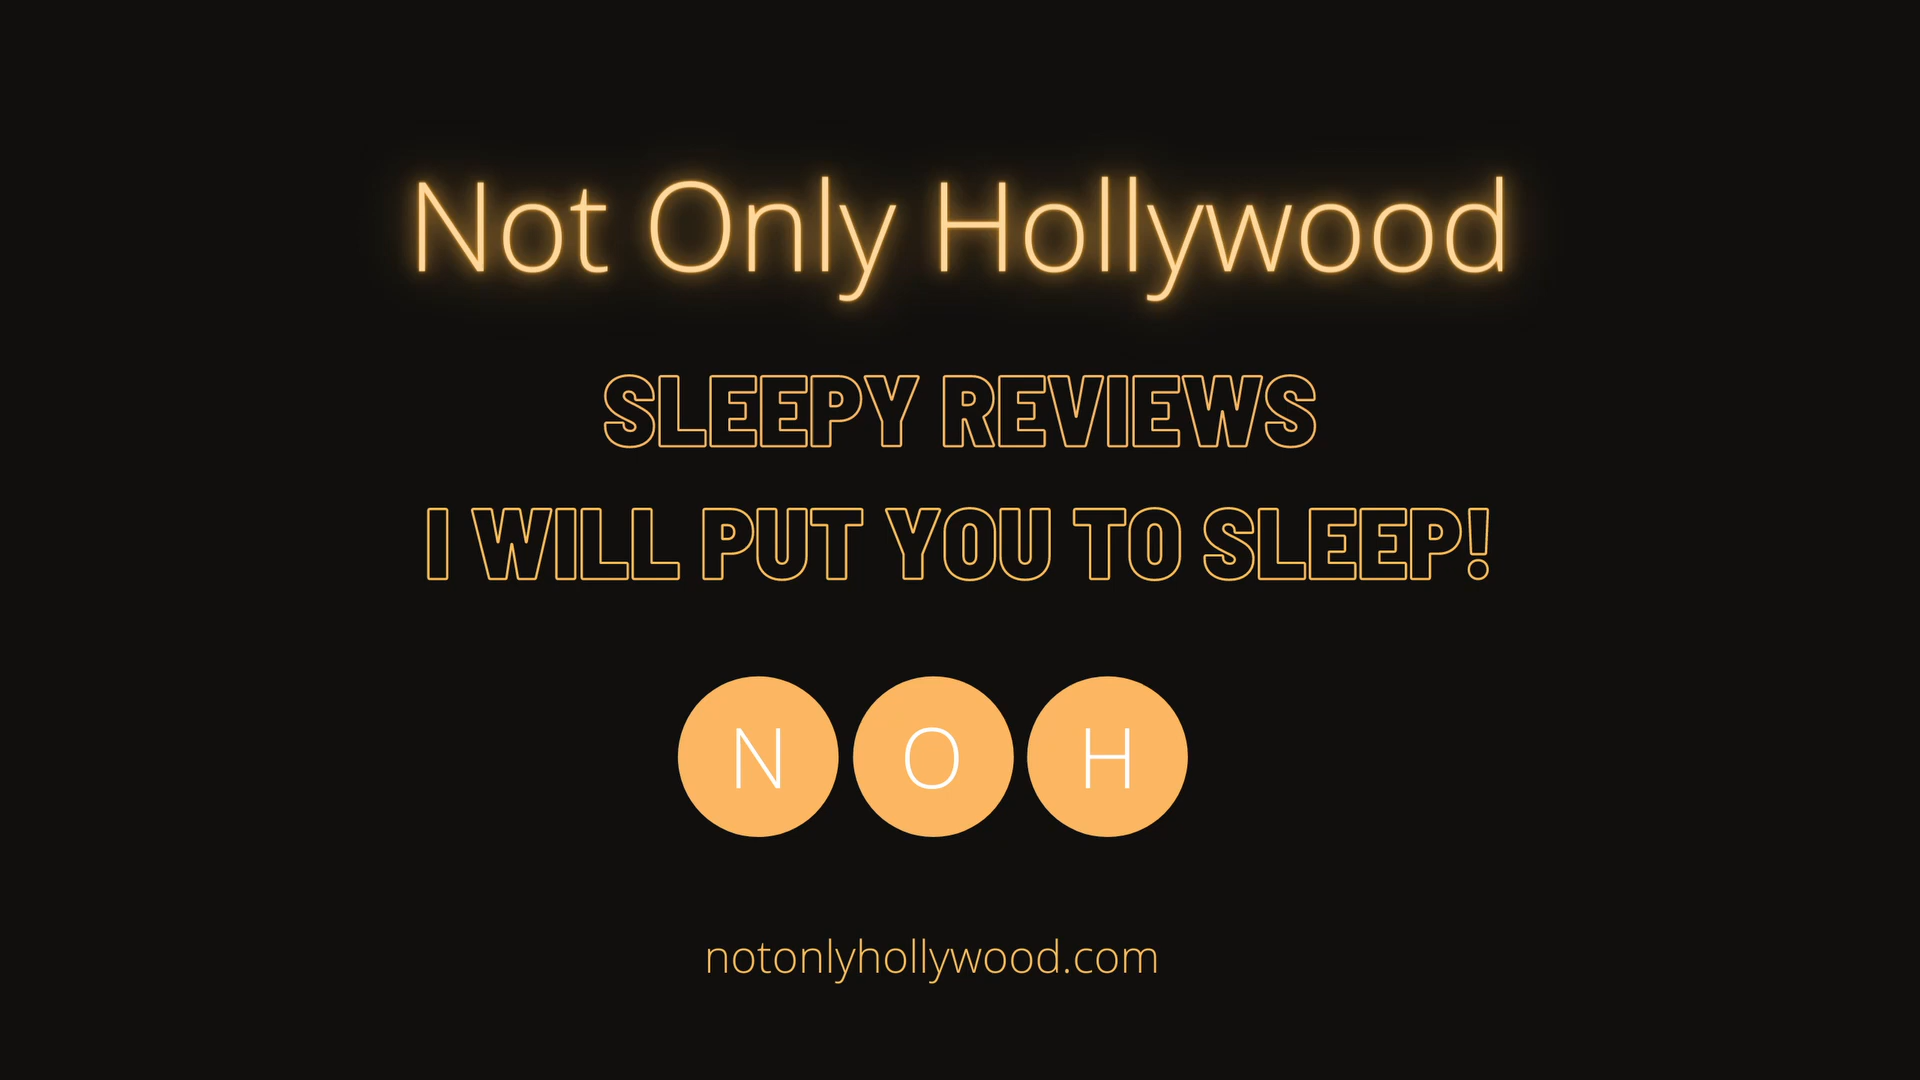 Not Only Hollywood
SLEEPY REVIEWS
I WILL PUT YOU TO SLEEP!
N O H
notonlyhollywood.com